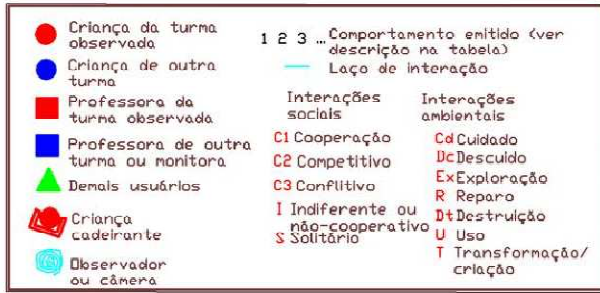 Criança da turma
observada
Criança de outra
turma
Professora da
turma observada
Professora de outra
turma ou monitora
Demais usuários
Criança
cadeirante
Observador
ou câmera
1 2 3 ... Comportamento emitido (ver
descrição na tabela)
Laço de interação
Interações
sociais
C1 Cooperação
C2 Competitivo
C3 Conflitivo
I Indiferente ou
não-cooperativo
S Solitário
Interações
ambientais
Cd Cuidado
Dc Descuido
Ex Exploração
R Reparo
Dt Destruição
U Uso
T Transformação/
criação